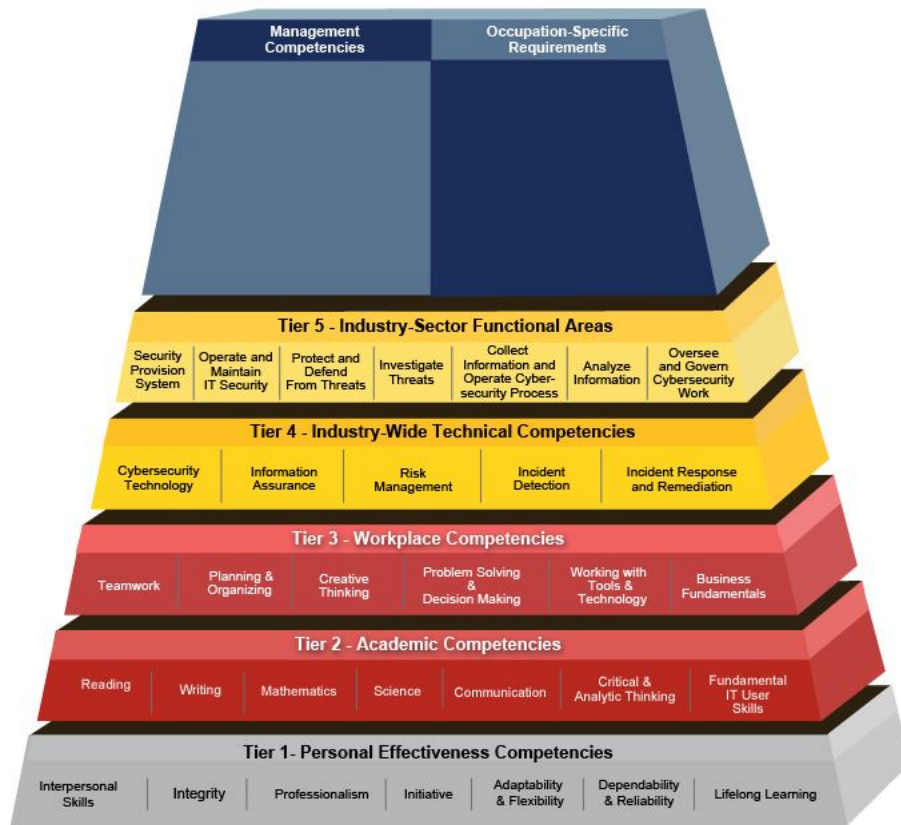 Management
Competencies
Occupation-Specific
Requirements
Tier 5 - Industry-Sector Functional Areas
Security
Provision
System
Operate and
Maintain
IT Security
Protect and
Defend
From Threats
Investigate
Threats
Collect
Information and
Operate Cyber-
security Process
Analyze
Information
Oversee
and Govern
Cybersecurity
Work
Tier 4 - Industry-Wide Technical Competencies
Cybersecurity
Technology
Information
Assurance
Risk
Management
Incident
Detection
Incident Response
and Remediation
Tier 3 - Workplace Competencies
Teamwork
Planning &
Organizing
Creative
Thinking
Problem Solving
&
Decision Making
Working with
Tools &
Technology
Business
Fundamentals
Tier 2 - Academic Competencies
Reading
Writing
Mathematics
Science
Communication
Critical &
Analytic Thinking
Fundamental
IT User
Skills
Tier 1- Personal Effectiveness Competencies
Interpersonal
Skills
Integrity
Professionalism
Initiative
Adaptability
& Flexibility
Dependability
& Reliability
Lifelong Learning